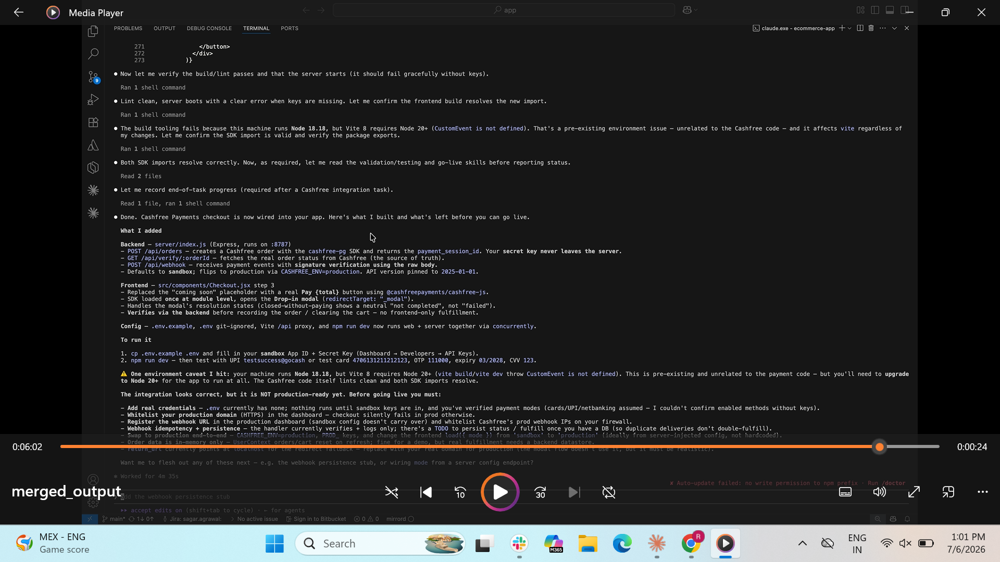 Media Player
app
PROBLEMS OUTPUT DEBUG CONSOLE TERMINAL PORTS
claude.exe - ecommerce-app
271 </button>
272 </div>
273 )}
● Now let me verify the build/lint passes and that the server starts (it should fail gracefully without keys).
Ran 1 shell command
● Lint clean, server boots with a clear error when keys are missing. Let me confirm the frontend build resolves the new import.
Ran 1 shell command
● The build tooling fails because this machine runs Node 18.18, but Vite 8 requires Node 20+ (CustomEvent is not defined). That's a pre-existing environment issue — unrelated to the Cashfree code — and it affects vite regardless of
my changes. Let me confirm the SDK import is valid and verify the package exports.
Ran 1 shell command
● Both SDK imports resolve correctly. Now, as required, let me read the validation/testing and go-live skills before reporting status.
Read 2 files
● Let me record end-of-task progress (required after a Cashfree integration task).
Read 1 file, ran 1 shell command
● Done. Cashfree Payments checkout is now wired into your app. Here's what I built and what's left before you can go live.
What I added
Backend — server/index.js (Express, runs on :8787)
- POST /api/orders — creates a Cashfree order with the cashfree-pg SDK and returns the payment_session_id. Your secret key never leaves the server.
- GET /api/verify/:orderId — fetches the real order status from Cashfree (the source of truth).
- POST /api/webhook — receives payment events with signature verification using the raw body.
- Defaults to sandbox; flips to production via CASHFREE_ENV=production. API version pinned to 2025-01-01.
Frontend — src/components/Checkout.jsx step 3
- Replaced the "coming soon" placeholder with a real Pay {total} button using @cashfreepayments/cashfree-js.
- SDK loaded once at module level, opens the Drop-in modal (redirectTarget: "_modal").
- Handles the modal's resolution states (closed-without-paying shows a neutral "not completed", not "failed").
- Verifies via the backend before recording the order / clearing the cart — no frontend-only fulfillment.
Config — .env.example, .env git-ignored, Vite /api proxy, and npm run dev now runs web + server together via concurrently.
To run it
1. cp .env.example .env and fill in your sandbox App ID + Secret Key (Dashboard → Developers → API Keys).
2. npm run dev — then test with UPI testsuccess@gocash or test card 4706131211212123, OTP 111000, expiry 03/2028, CVV 123.
⚠ One environment caveat I hit: your machine runs Node 18.18, but Vite 8 requires Node 20+ (vite build/vite dev throw CustomEvent is not defined). This is pre-existing and unrelated to the payment code — but you'll need to upgrade
to Node 20+ for the app to run at all. The Cashfree code itself lints clean and both SDK imports resolve.
The integration looks correct, but it is NOT production-ready yet. Before going live you must:
- Add real credentials — .env currently has none; nothing runs until sandbox keys are in, and you've verified payment modes (cards/UPI/netbanking assumed — I couldn't confirm enabled methods without keys).
- Whitelist your production domain (HTTPS) in the dashboard — checkout silently fails in prod otherwise.
- Register the webhook URL in the production dashboard (sandbox config doesn't carry over) and whitelist Cashfree's prod webhook IPs on your firewall.
- Webhook idempotency + persistence — the handler currently verifies + logs only; there's a TODO to persist status / fulfill once you have a DB (so duplicate deliveries don't double-fulfill).
- Swap to production end-to-end — CASHFREE_ENV=production, PROD_ keys, and change the frontend load({ mode }) from 'sandbox' to 'production' (ideally from server-injected config, not hardcoded).
- Order data is in-memory only — UserContext orders/cart reset on refresh; fine for a demo, but real fulfillment needs a backend datastore.
- return_url currently points at localhost for the redirect fallback — replace with your real domain for production (the modal flow doesn't use it, but it must be realistic).
0:06:02
0:00:24
Want me to flesh out any of these next — e.g. the webhook persistence stub, or wiring mode from a server config endpoint?
✻ Worked for 4m 35s
✘ Auto-update failed: no write permission to npm prefix · Run /doctor
merged_output
10
30
add the webhook persistence stub
▸▸ accept edits on (shift+tab to cycle) · ← for agents
main* 1↓ 0↑ Jira: sagar.agrawal: No active issue Sign in to Bitbucket 0 0 mirrord
9
MEX - ENG
Game score
Search
M365
R
ENG
IN
1:01 PM
7/6/2026